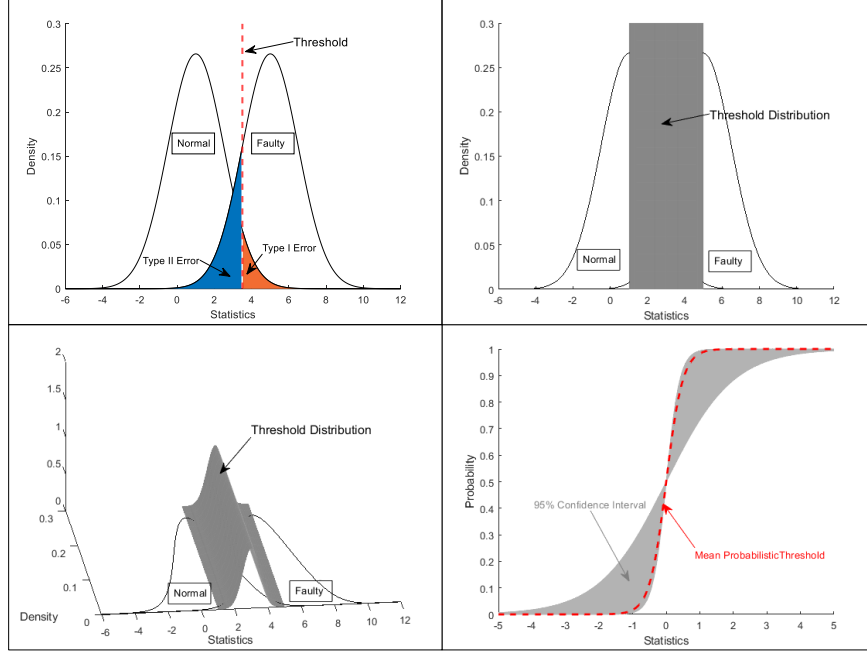 0.3
0.25
0.2
0.15
0.1
0.05
0
Density
Threshold
Normal
Faulty
Type II Error
Type I Error
-6 -4 -2 0 2 4 6 8 10 12
Statistics
0.3
0.25
0.2
0.15
0.1
0.05
0
Density
Threshold Distribution
Normal
Faulty
-6 -4 -2 0 2 4 6 8 10 12
Statistics
2
1.5
1
0.5
0
0.3
0.2
0.1
0
Density
Threshold Distribution
Normal
Faulty
-6 -4 -2 0 2 4 6 8 10 12
Statistics
1
0.9
0.8
0.7
0.6
0.5
0.4
0.3
0.2
0.1
0
Probability
95% Confidence Interval
Mean ProbabilisticThreshold
-5 -4 -3 -2 -1 0 1 2 3 4 5
Statistics